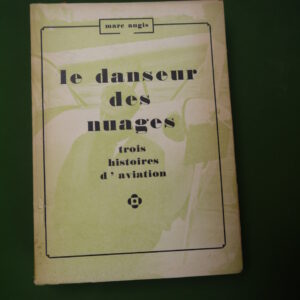 marc augis
le danseur
des
nuages
trois
histoires
d'aviation